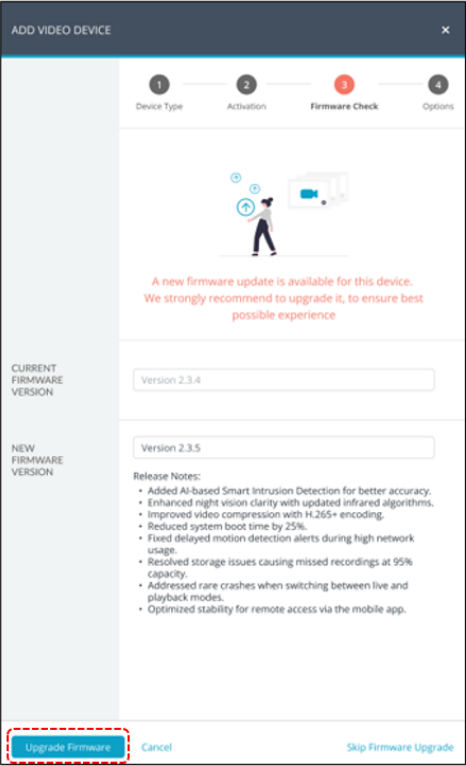 ADD VIDEO DEVICE
×
1
2
3
4
Device Type
Activation
Firmware Check
Options
A new firmware update is available for this device.
We strongly recommend to upgrade it, to ensure best
possible experience
CURRENT
FIRMWARE
VERSION
Version 2.3.4
NEW
FIRMWARE
VERSION
Version 2.3.5
Release Notes:
• Added AI-based Smart Intrusion Detection for better accuracy.
• Enhanced night vision clarity with updated infrared algorithms.
• Improved video compression with H.265+ encoding.
• Reduced system boot time by 25%.
• Fixed delayed motion detection alerts during high network
usage.
• Resolved storage issues causing missed recordings at 95%
capacity.
• Addressed rare crashes when switching between live and
playback modes.
• Optimized stability for remote access via the mobile app.
Upgrade Firmware
Cancel
Skip Firmware Upgrade